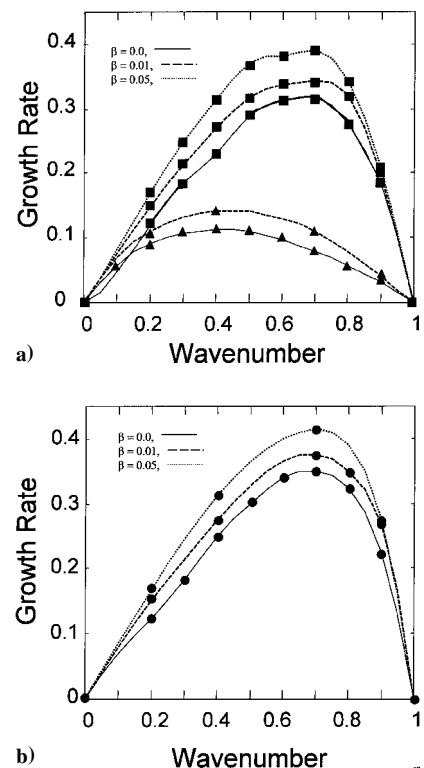 0.4
β = 0.0,
β = 0.01,
β = 0.05,
0.3
Growth Rate
0.2
0.1
0
0 0.2 0.4 0.6 0.8 1
a) Wavenumber
0.4
β = 0.0,
β = 0.01,
β = 0.05,
0.3
Growth Rate
0.2
0.1
0
0 0.2 0.4 0.6 0.8 1
b) Wavenumber